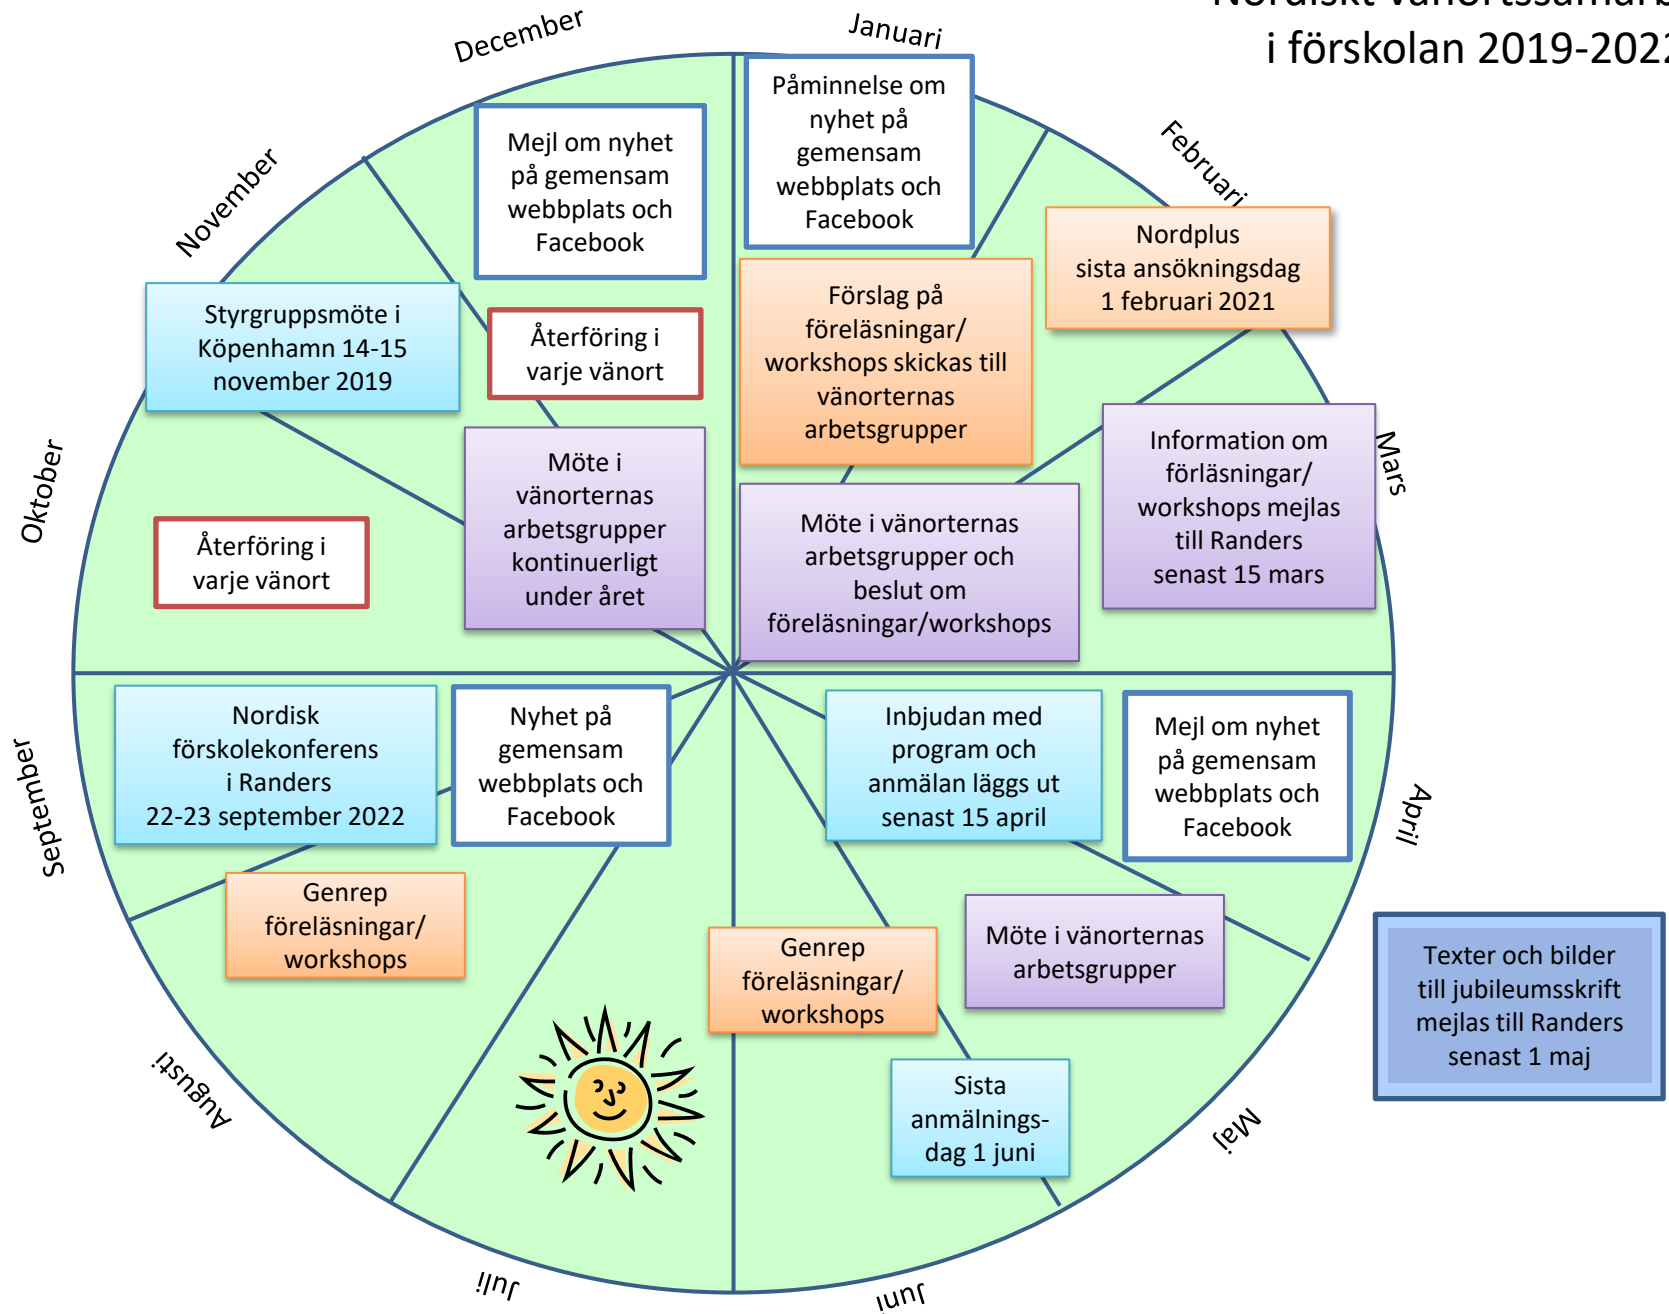 Nordiskt
i förskolan 2019-2022
December
Januari
Februari
Mars
April
Maj
Juni
Juli
Augusti
September
Oktober
November
Påminnelse om
nyhet på
gemensam
webbplats och
Facebook
Mejl om nyhet
på gemensam
webbplats och
Facebook
Nordplus
sista ansökningsdag
1 februari 2021
Förslag på
föreläsningar/
workshops skickas till
vänorternas
arbetsgrupper
Styrgruppsmöte i
Köpenhamn 14-15
november 2019
Återföring i
varje vänort
Information om
förläsningar/
workshops mejlas
till Randers
senast 15 mars
Möte i
vänorternas
arbetsgrupper
kontinuerligt
under året
Möte i vänorternas
arbetsgrupper och
beslut om
föreläsningar/workshops
Återföring i
varje vänort
Nordisk
förskolekonferens
i Randers
22-23 september 2022
Nyhet på
gemensam
webbplats och
Facebook
Inbjudan med
program och
anmälan läggs ut
senast 15 april
Mejl om nyhet
på gemensam
webbplats och
Facebook
Genrep
föreläsningar/
workshops
Genrep
föreläsningar/
workshops
Möte i vänorternas
arbetsgrupper
Texter och bilder
till jubileumsskrift
mejlas till Randers
senast 1 maj
Sista
anmälnings-
dag 1 juni